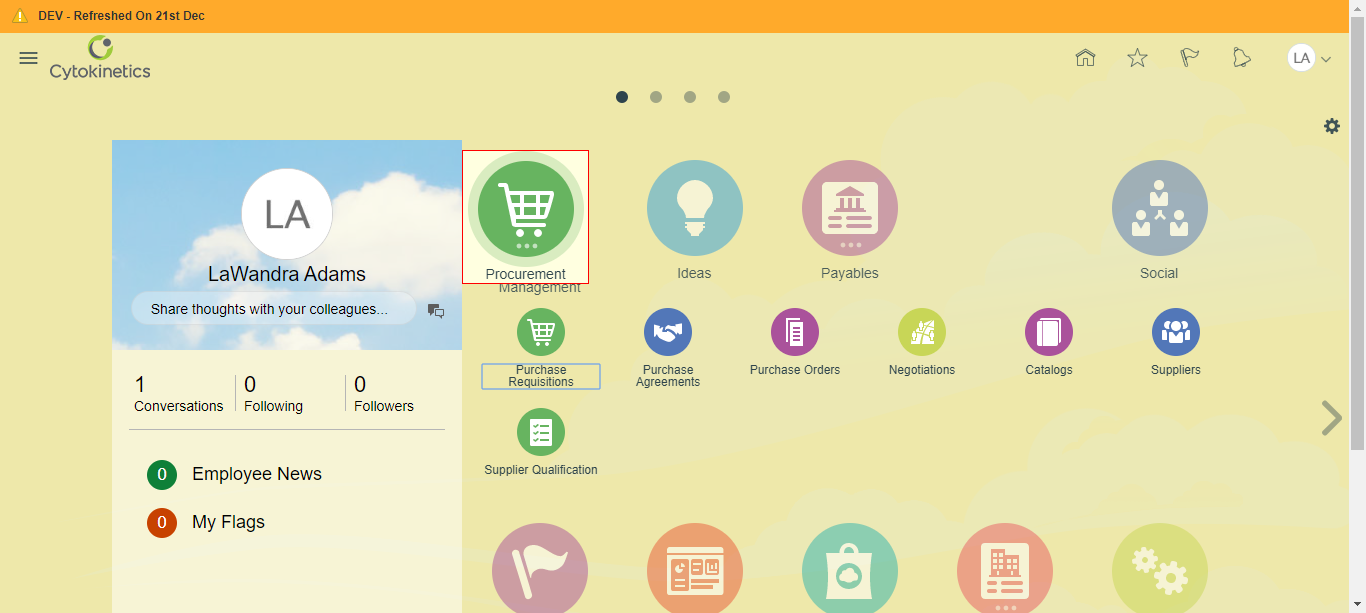 DEV - Refreshed On 21st Dec
Cytokinetics
LA
LA
LaWandra Adams
Share thoughts with your colleagues...
1
Conversations
0
Following
0
Followers
0 Employee News
0 My Flags
Procurement
Management
Ideas
Payables
Social
Purchase
Requisitions
Purchase
Agreements
Purchase Orders
Negotiations
Catalogs
Suppliers
Supplier Qualification